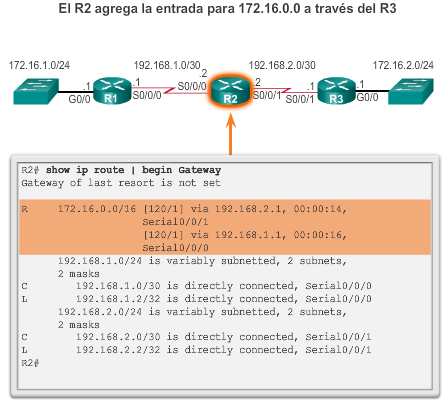 El R2 agrega la entrada para 172.16.0.0 a través del R3
172.16.1.0/24
192.168.1.0/30
192.168.2.0/30
172.16.2.0/24
.1
G0/0
R1
.1
S0/0/0
.2
S0/0/0
R2
.2
S0/0/1
.1
S0/0/1
R3
.1
G0/0
R2# show ip route | begin Gateway
Gateway of last resort is not set
R 172.16.0.0/16 [120/1] via 192.168.2.1, 00:00:14,
Serial0/0/1
[120/1] via 192.168.1.1, 00:00:16,
Serial0/0/0
192.168.1.0/24 is variably subnetted, 2 subnets,
2 masks
C 192.168.1.0/30 is directly connected, Serial0/0/0
L 192.168.1.2/32 is directly connected, Serial0/0/0
192.168.2.0/24 is variably subnetted, 2 subnets,
2 masks
C 192.168.2.0/30 is directly connected, Serial0/0/1
L 192.168.2.2/32 is directly connected, Serial0/0/1
R2#